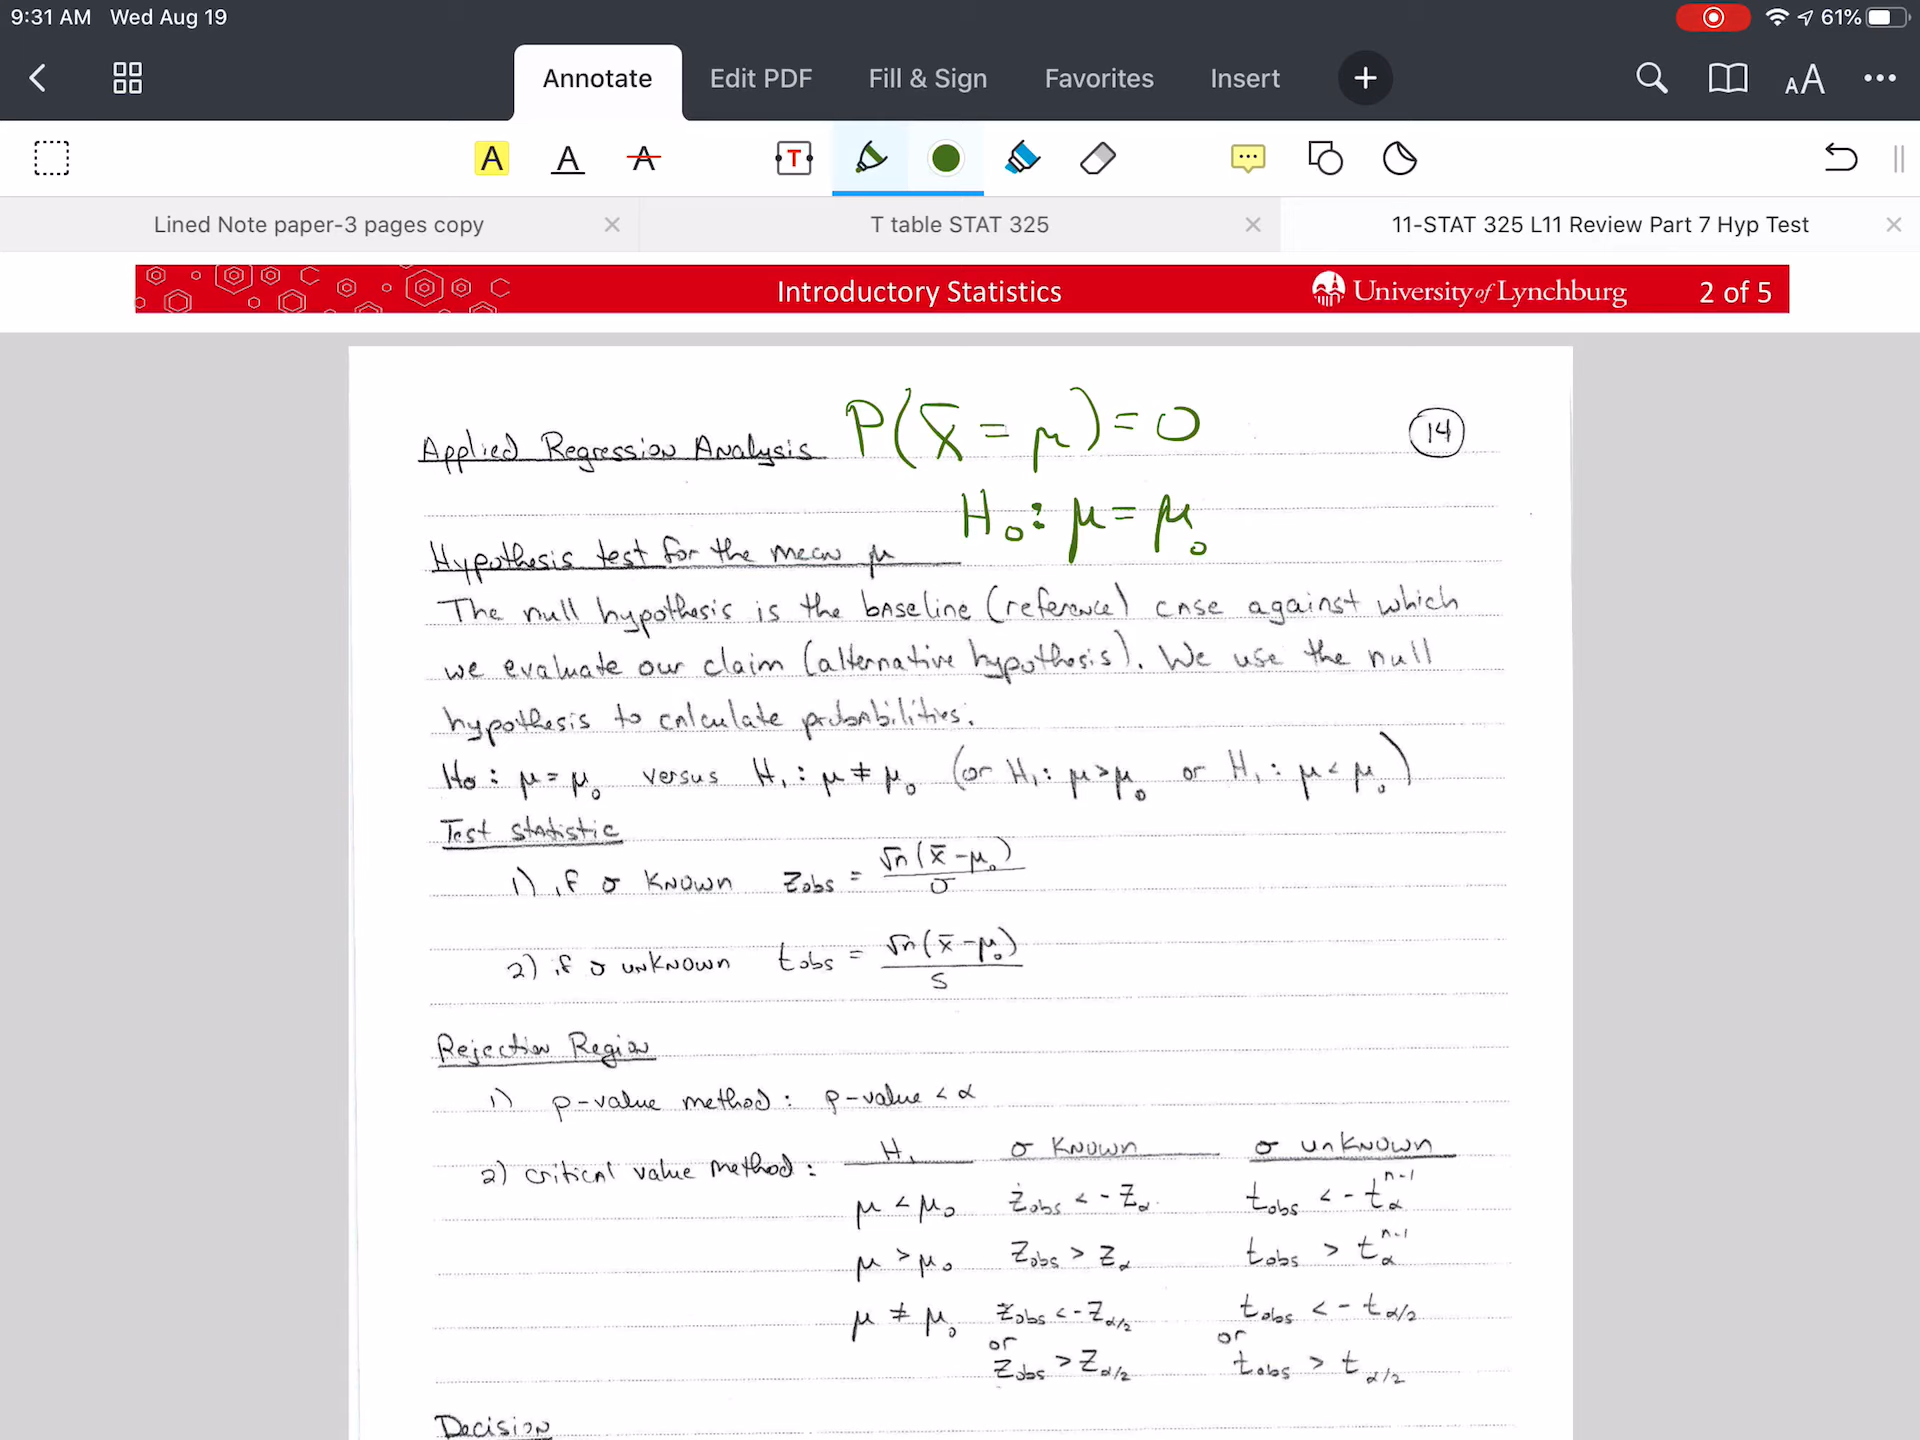 9:31 AM Wed Aug 19 61%
Annotate Edit PDF Fill & Sign Favorites Insert + AA
A A A T
Lined Note paper-3 pages copy × T table STAT 325 × 11-STAT 325 L11 Review Part 7 Hyp Test ×
Introductory Statistics University of Lynchburg 2 of 5
Applied Regression Analysis P(x̄ = μ) = 0 14
H₀: μ = μ₀
Hypothesis test for the mean μ
The null hypothesis is the baseline (reference) case against which
we evaluate our claim (alternative hypothesis). We use the null
hypothesis to calculate probabilities.
H₀: μ = μ₀ versus H₁: μ ≠ μ₀ (or H₁: μ > μ₀ or H₁: μ < μ₀)
Test statistic
1) if σ known z_obs = √n(x̄ - μ₀) / σ
2) if σ unknown t_obs = √n(x̄ - μ₀) / s
Rejection Region
1) p-value method: p-value < α
2) critical value method: H₁ σ known σ unknown
μ < μ₀ z_obs < -z_α t_obs < -t_α^{n-1}
μ > μ₀ z_obs > z_α t_obs > t_α^{n-1}
μ ≠ μ₀ z_obs < -z_{α/2} t_obs < -t_{α/2}
or or
z_obs > z_{α/2} t_obs > t_{α/2}
Decision